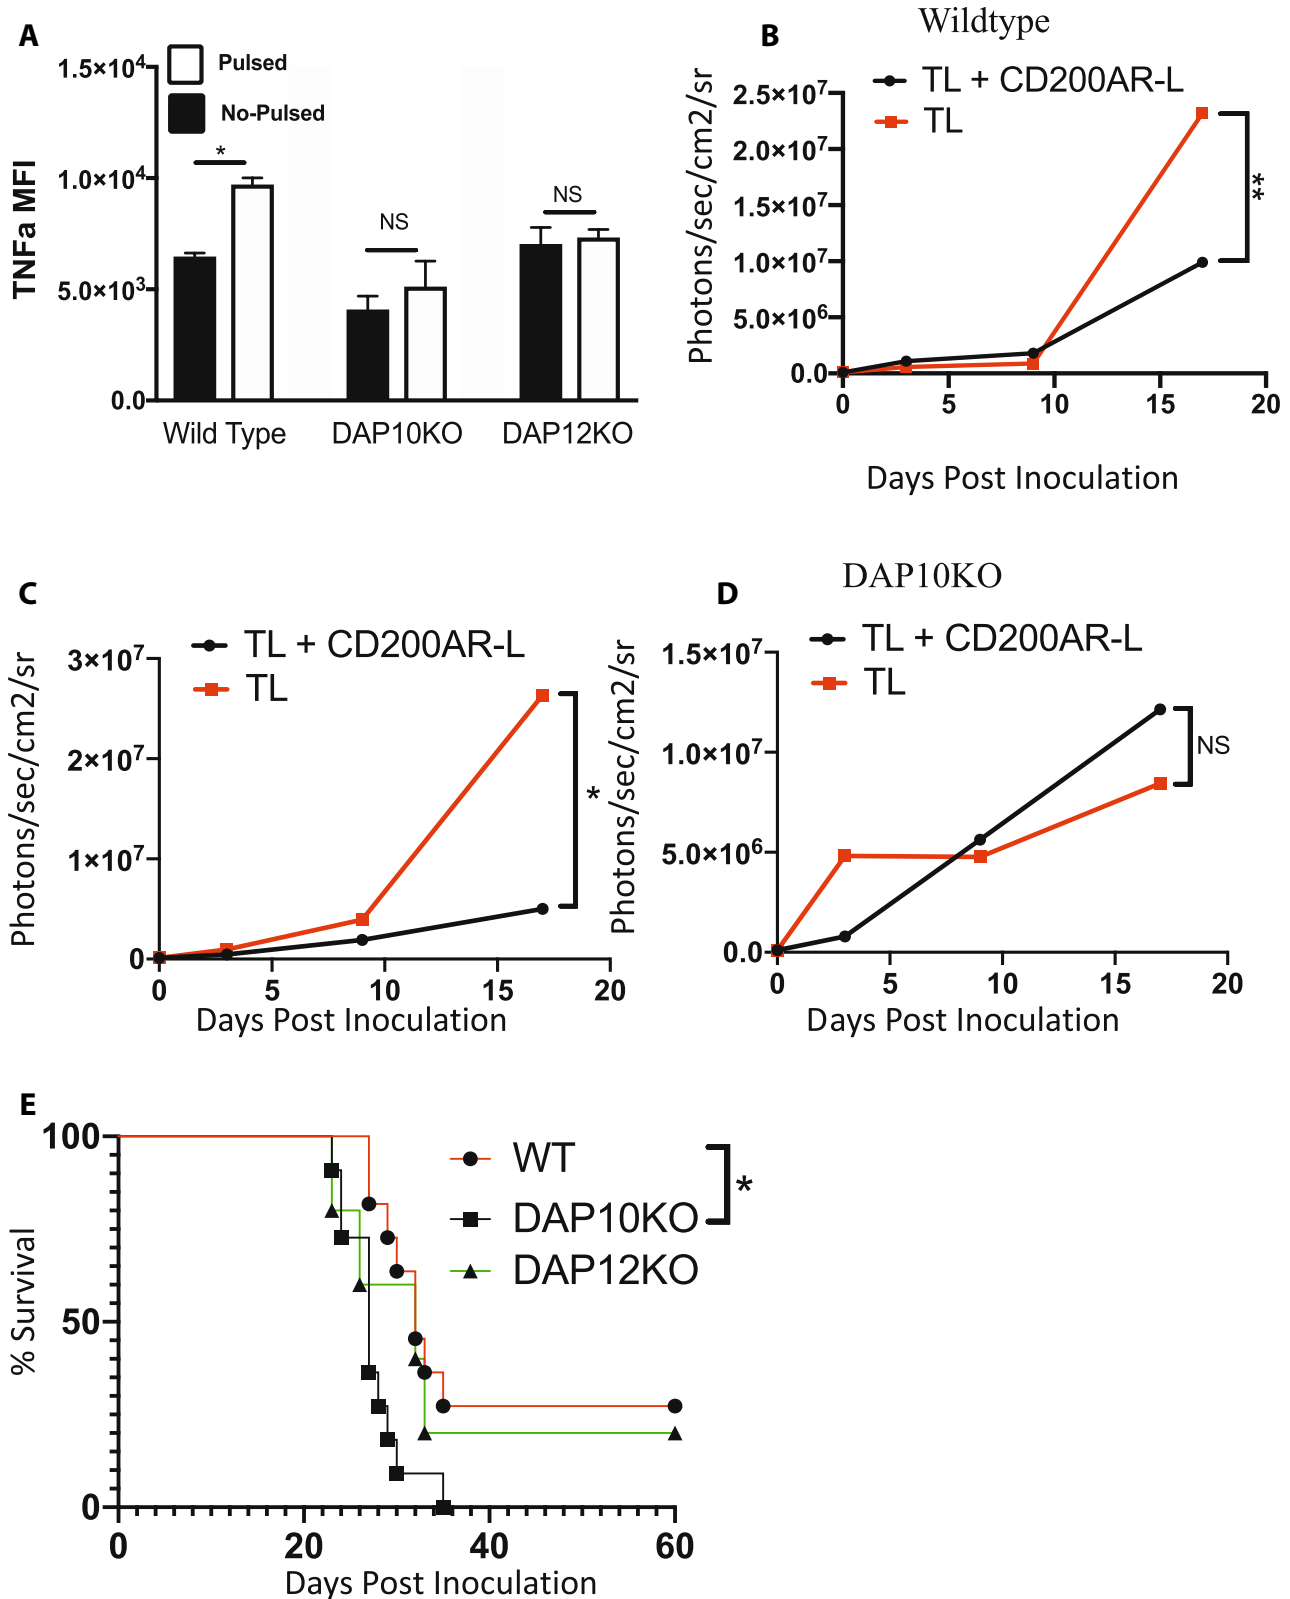 A
Pulsed
No-Pulsed
1.5×10⁴
1.0×10⁴
5.0×10³
0.0
TNFa MFI
*
NS
NS
Wild Type DAP10KO DAP12KO
B
Wildtype
TL + CD200AR-L
TL
2.5×10⁷
2.0×10⁷
1.5×10⁷
1.0×10⁷
5.0×10⁶
0.0
Photons/sec/cm2/sr
**
0 5 10 15 20
Days Post Inoculation
C
TL + CD200AR-L
TL
3×10⁷
2×10⁷
1×10⁷
0
Photons/sec/cm2/sr
*
0 5 10 15 20
Days Post Inoculation
D
DAP10KO
TL + CD200AR-L
TL
1.5×10⁷
1.0×10⁷
5.0×10⁶
0.0
Photons/sec/cm2/sr
NS
0 5 10 15 20
Days Post Inoculation
E
100
50
0
% Survival
WT
DAP10KO
DAP12KO
*
0 20 40 60
Days Post Inoculation